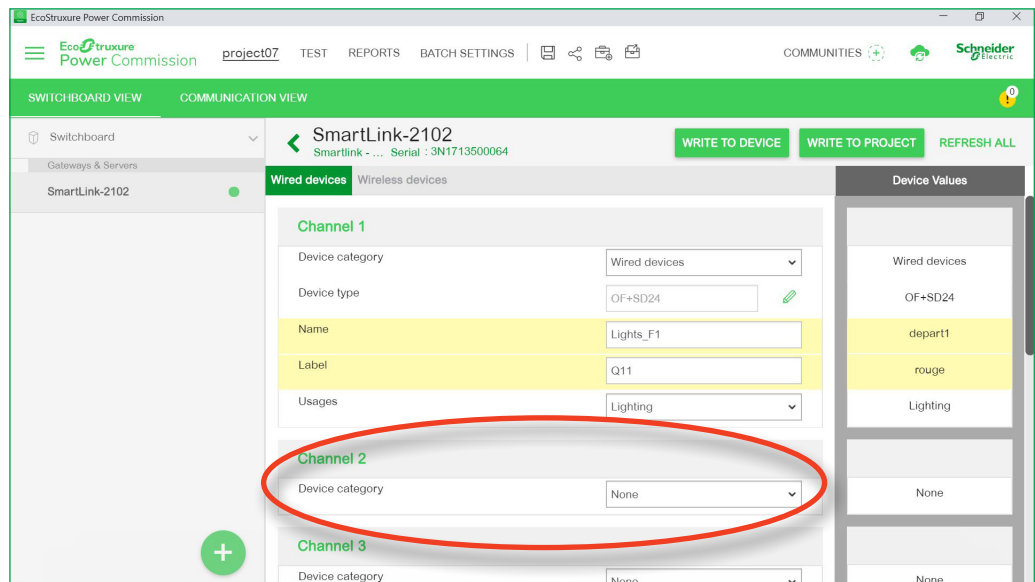 EcoStruxure Power Commission
EcoStruxure
Power Commission
project07 TEST REPORTS BATCH SETTINGS COMMUNITIES
Schneider
Electric
SWITCHBOARD VIEW COMMUNICATION VIEW
0
Switchboard
Gateways & Servers
SmartLink-2102
SmartLink-2102
Smartlink - ... Serial : 3N1713500064
WRITE TO DEVICE WRITE TO PROJECT REFRESH ALL
Wired devices Wireless devices
Device Values
Channel 1
Device category Wired devices Wired devices
Device type OF+SD24 OF+SD24
Name Lights_F1 depart1
Label Q11 rouge
Usages Lighting Lighting
Channel 2
Device category None None
Channel 3
Device category None None